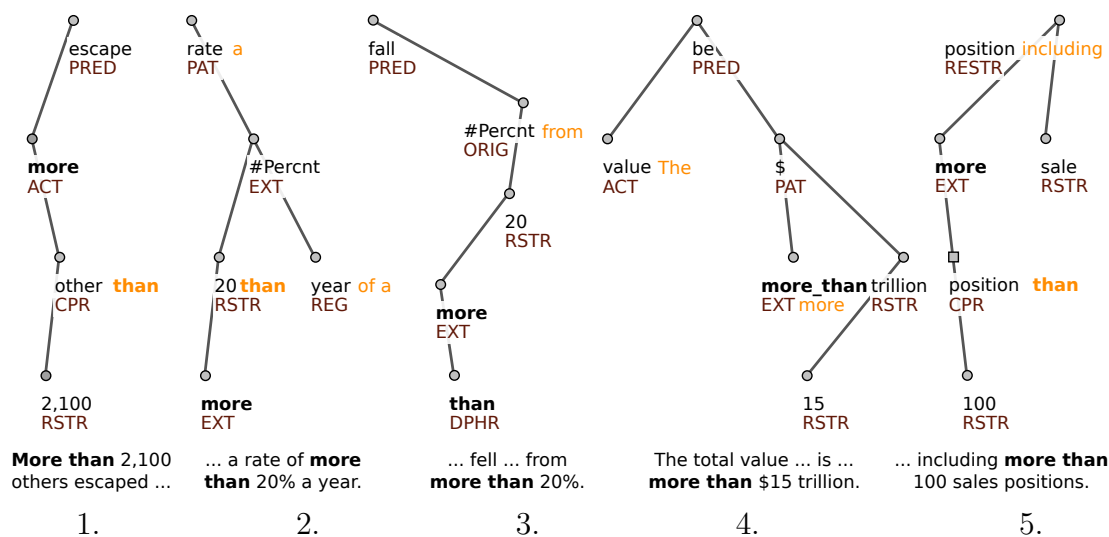 escape
PRED
more
ACT
other than
CPR
2,100
RSTR
More than 2,100
others escaped ...
1.
rate a
PAT
#Percnt
EXT
20 than
RSTR
year of a
REG
more
EXT
... a rate of more
than 20% a year.
2.
fall
PRED
#Percnt from
ORIG
20
RSTR
more
EXT
than
DPHR
... fell ... from
more than 20%.
3.
be
PRED
value The
ACT
$
PAT
more_than
EXT more
trillion
RSTR
15
RSTR
The total value ... is ...
more than $15 trillion.
4.
position including
RESTR
more
EXT
sale
RSTR
position than
CPR
100
RSTR
... including more than
100 sales positions.
5.